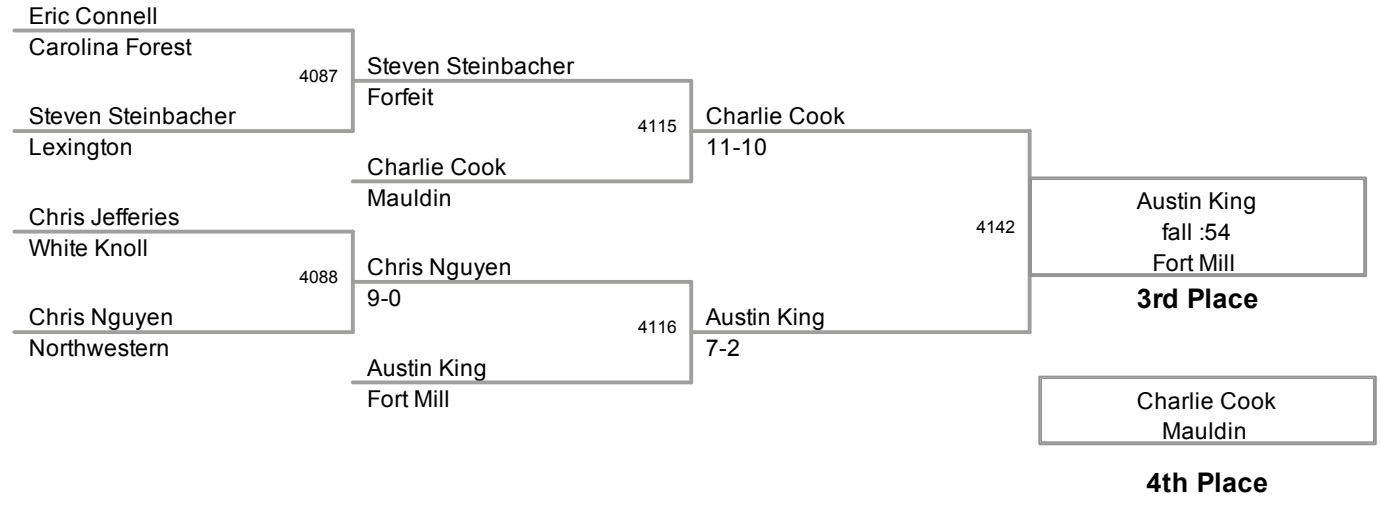 Eric Connell
Carolina Forest
4087
Steven Steinbacher
Lexington
Steven Steinbacher
Forfeit
4115
Charlie Cook
Mauldin
Charlie Cook
11-10
Chris Jefferies
White Knoll
4088
Chris Nguyen
Northwestern
Chris Nguyen
9-0
4116
Austin King
Fort Mill
Austin King
7-2
4142
Austin King
fall :54
Fort Mill
3rd Place
Charlie Cook
Mauldin
4th Place